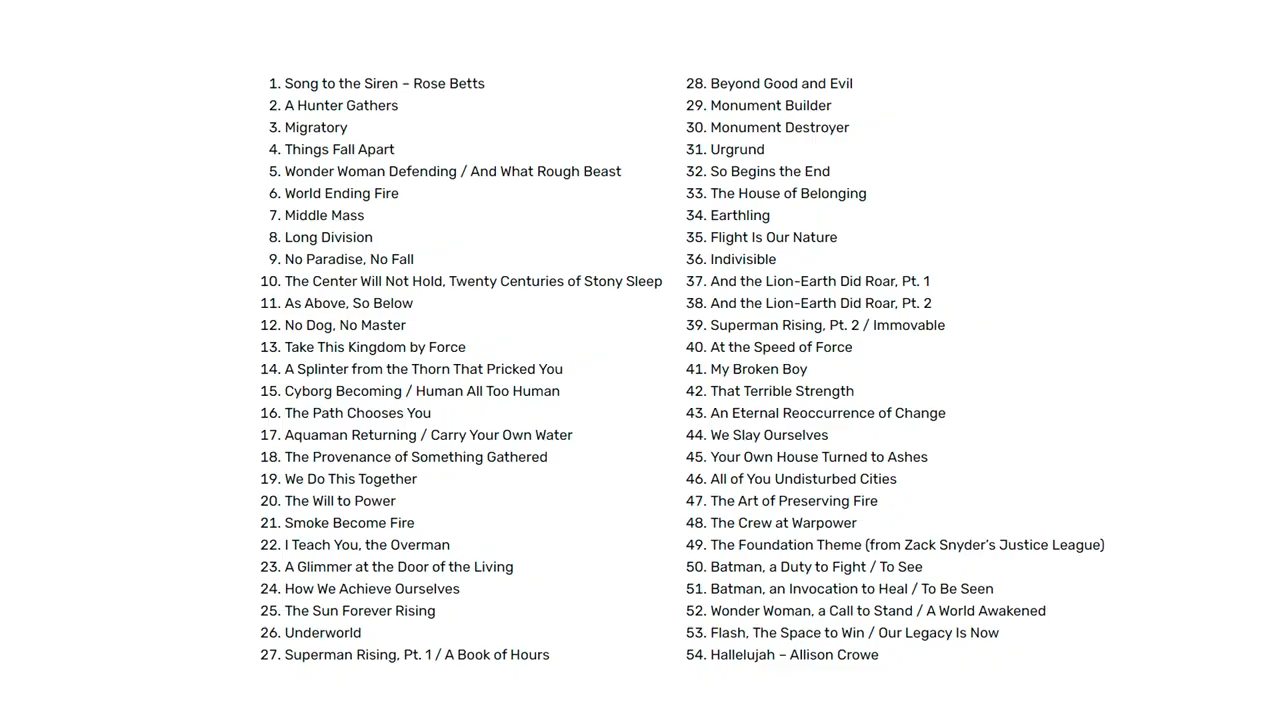 1. Song to the Siren – Rose Betts
2. A Hunter Gathers
3. Migratory
4. Things Fall Apart
5. Wonder Woman Defending / And What Rough Beast
6. World Ending Fire
7. Middle Mass
8. Long Division
9. No Paradise, No Fall
10. The Center Will Not Hold, Twenty Centuries of Stony Sleep
11. As Above, So Below
12. No Dog, No Master
13. Take This Kingdom by Force
14. A Splinter from the Thorn That Pricked You
15. Cyborg Becoming / Human All Too Human
16. The Path Chooses You
17. Aquaman Returning / Carry Your Own Water
18. The Provenance of Something Gathered
19. We Do This Together
20. The Will to Power
21. Smoke Become Fire
22. I Teach You, the Overman
23. A Glimmer at the Door of the Living
24. How We Achieve Ourselves
25. The Sun Forever Rising
26. Underworld
27. Superman Rising, Pt. 1 / A Book of Hours
28. Beyond Good and Evil
29. Monument Builder
30. Monument Destroyer
31. Urgrund
32. So Begins the End
33. The House of Belonging
34. Earthling
35. Flight Is Our Nature
36. Indivisible
37. And the Lion-Earth Did Roar, Pt. 1
38. And the Lion-Earth Did Roar, Pt. 2
39. Superman Rising, Pt. 2 / Immovable
40. At the Speed of Force
41. My Broken Boy
42. That Terrible Strength
43. An Eternal Reoccurrence of Change
44. We Slay Ourselves
45. Your Own House Turned to Ashes
46. All of You Undisturbed Cities
47. The Art of Preserving Fire
48. The Crew at Warpower
49. The Foundation Theme (from Zack Snyder’s Justice League)
50. Batman, a Duty to Fight / To See
51. Batman, an Invocation to Heal / To Be Seen
52. Wonder Woman, a Call to Stand / A World Awakened
53. Flash, The Space to Win / Our Legacy Is Now
54. Hallelujah – Allison Crowe